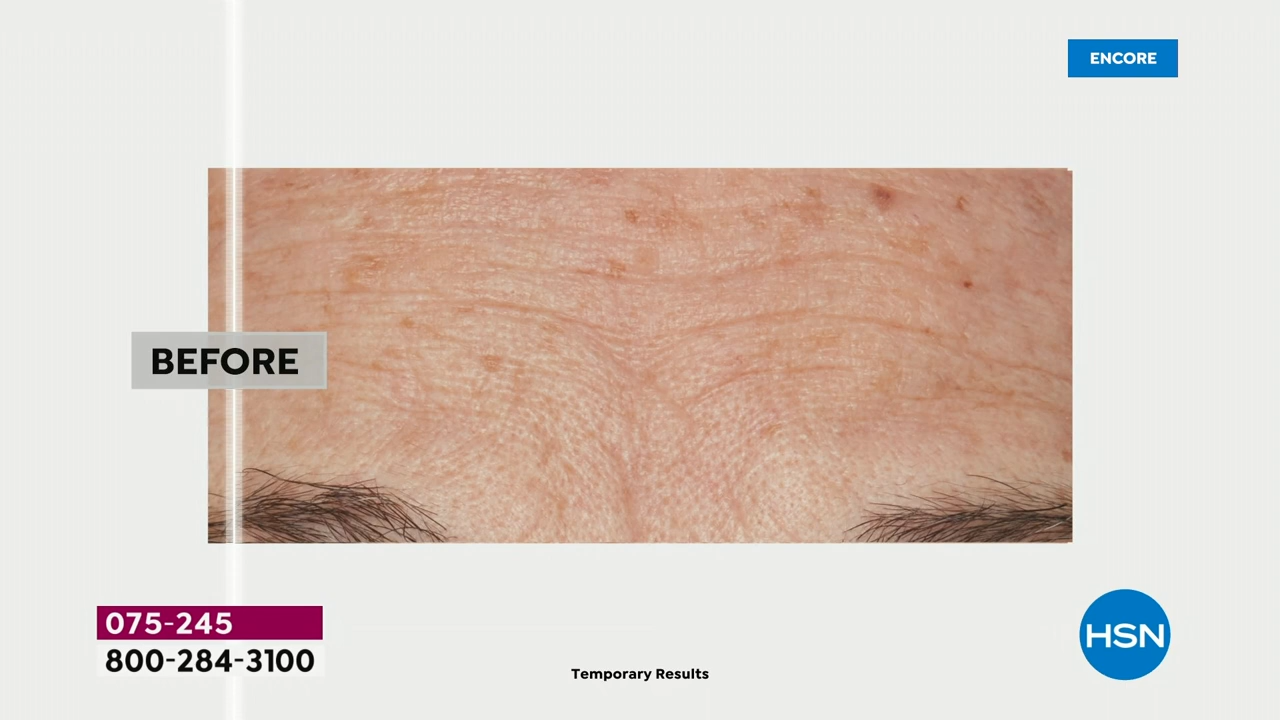 ENCORE
BEFORE
075-245
800-284-3100
Temporary Results
HSN